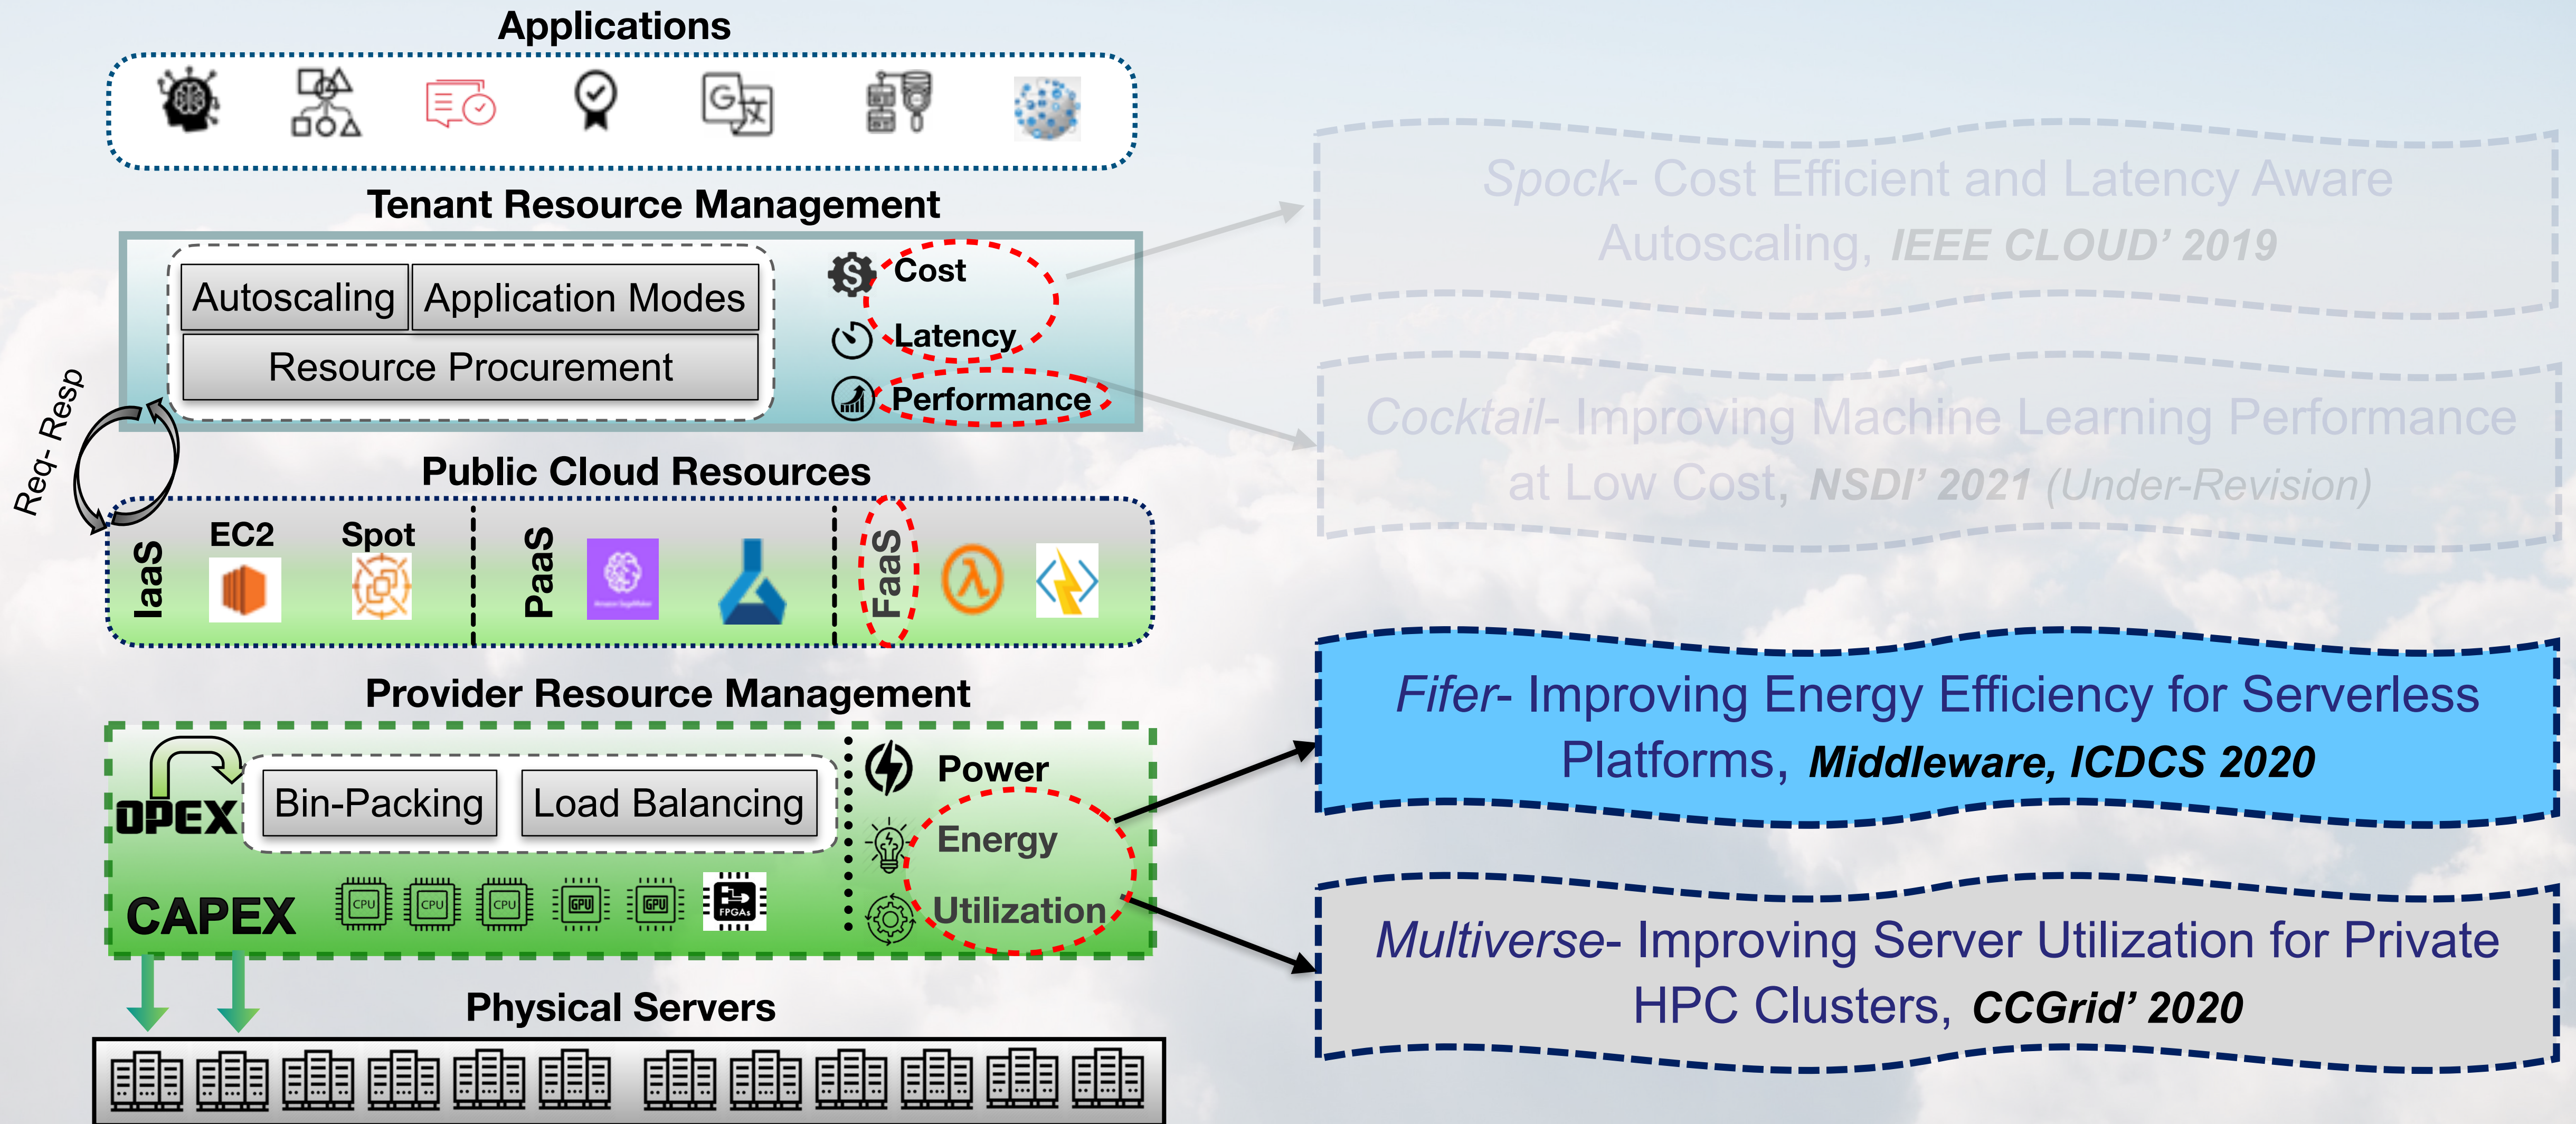 Applications
Tenant Resource Management
Autoscaling
Application Modes
Resource Procurement
Cost
Latency
Performance
Req- Resp
Public Cloud Resources
IaaS
EC2
Spot
PaaS
Amazon SageMaker
FaaS
Provider Resource Management
OPEX
Bin-Packing
Load Balancing
Power
Energy
Utilization
CAPEX
CPU
CPU
CPU
GPU
GPU
FPGAs
Physical Servers
Spock- Cost Efficient and Latency Aware
Autoscaling, IEEE CLOUD' 2019
Cocktail- Improving Machine Learning Performance
at Low Cost, NSDI' 2021 (Under-Revision)
Fifer- Improving Energy Efficiency for Serverless
Platforms, Middleware, ICDCS 2020
Multiverse- Improving Server Utilization for Private
HPC Clusters, CCGrid' 2020